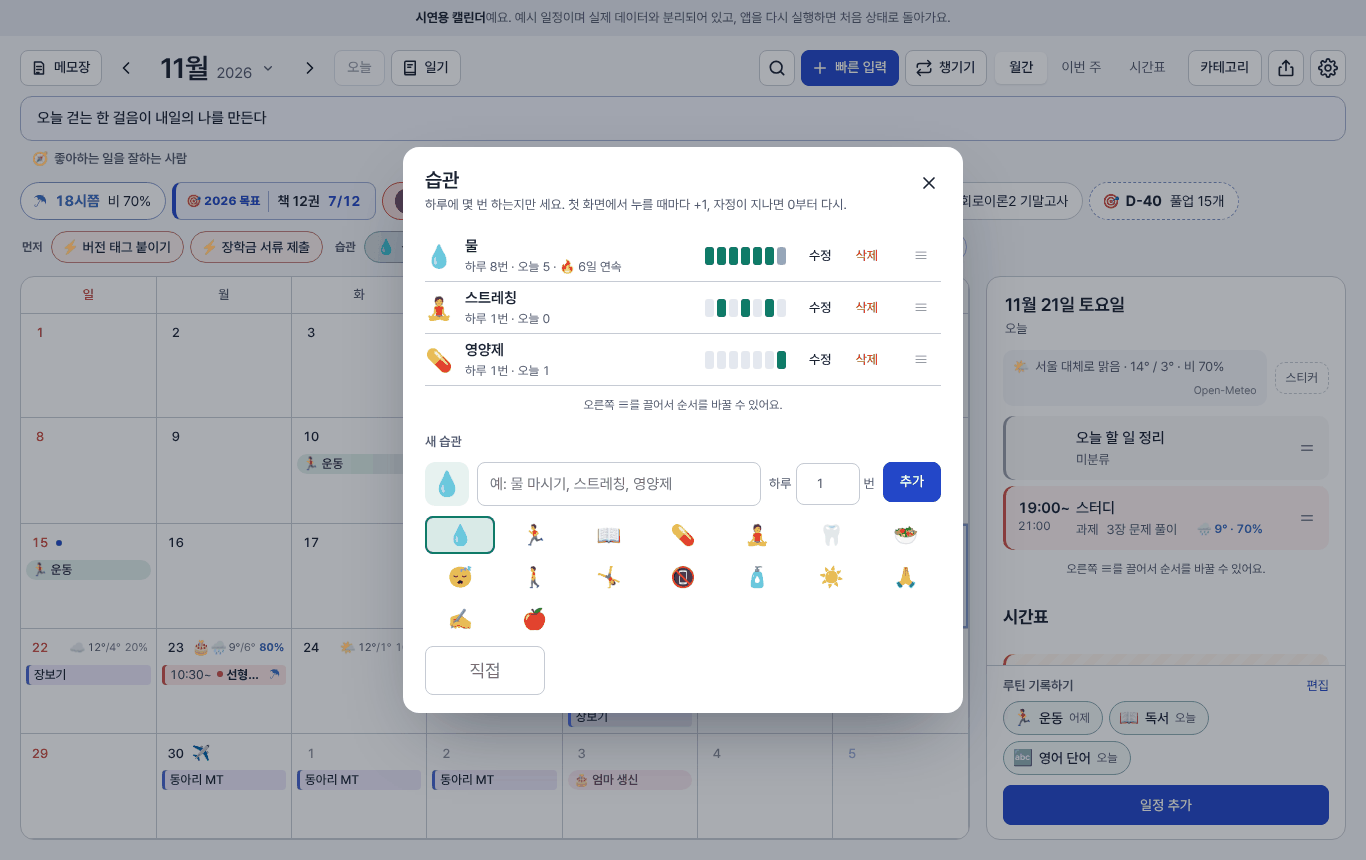 시연용 캘린더예요. 예시 일정이며 실제 데이터와 분리되어 있고, 앱을 다시 실행하면 처음 상태로 돌아가요.
메모장 11월 2026 오늘 일기 빠른 입력 챙기기 월간 이번 주 시간표 카테고리
오늘 걷는 한 걸음이 내일의 나를 만든다
좋아하는 일을 잘하는 사람
18시쯤 비 70% 2026 목표 책 12권 7/12 회로이론2 기말고사 D-40 풀업 15개
먼저 버전 태그 붙이기 장학금 서류 제출 습관
습관
하루에 몇 번 하는지만 세요. 첫 화면에서 누를 때마다 +1, 자정이 지나면 0부터 다시.
물
하루 8번 · 오늘 5 · 🔥 6일 연속
수정 삭제
스트레칭
하루 1번 · 오늘 0
수정 삭제
영양제
하루 1번 · 오늘 1
수정 삭제
오른쪽 ≡를 끌어서 순서를 바꿀 수 있어요.
새 습관
예: 물 마시기, 스트레칭, 영양제 하루 1 번 추가
직접
일 월 화
1 2 3
8 9 10
운동
15 16 17
운동
22 12°/4° 20% 23 9°/6° 80% 24 12°/1°
장보기 10:30~ 선형...
장보기
29 30 1 2 3 4 5
동아리 MT 동아리 MT 동아리 MT 엄마 생신
11월 21일 토요일
오늘
서울 대체로 맑음 · 14° / 3° · 비 70%
Open-Meteo
스티커
오늘 할 일 정리
미분류
19:00~ 스터디
21:00 과제 3장 문제 풀이 9° · 70%
오른쪽 ≡를 끌어서 순서를 바꿀 수 있어요.
시간표
루틴 기록하기 편집
운동 어제 독서 오늘
영어 단어 오늘
일정 추가